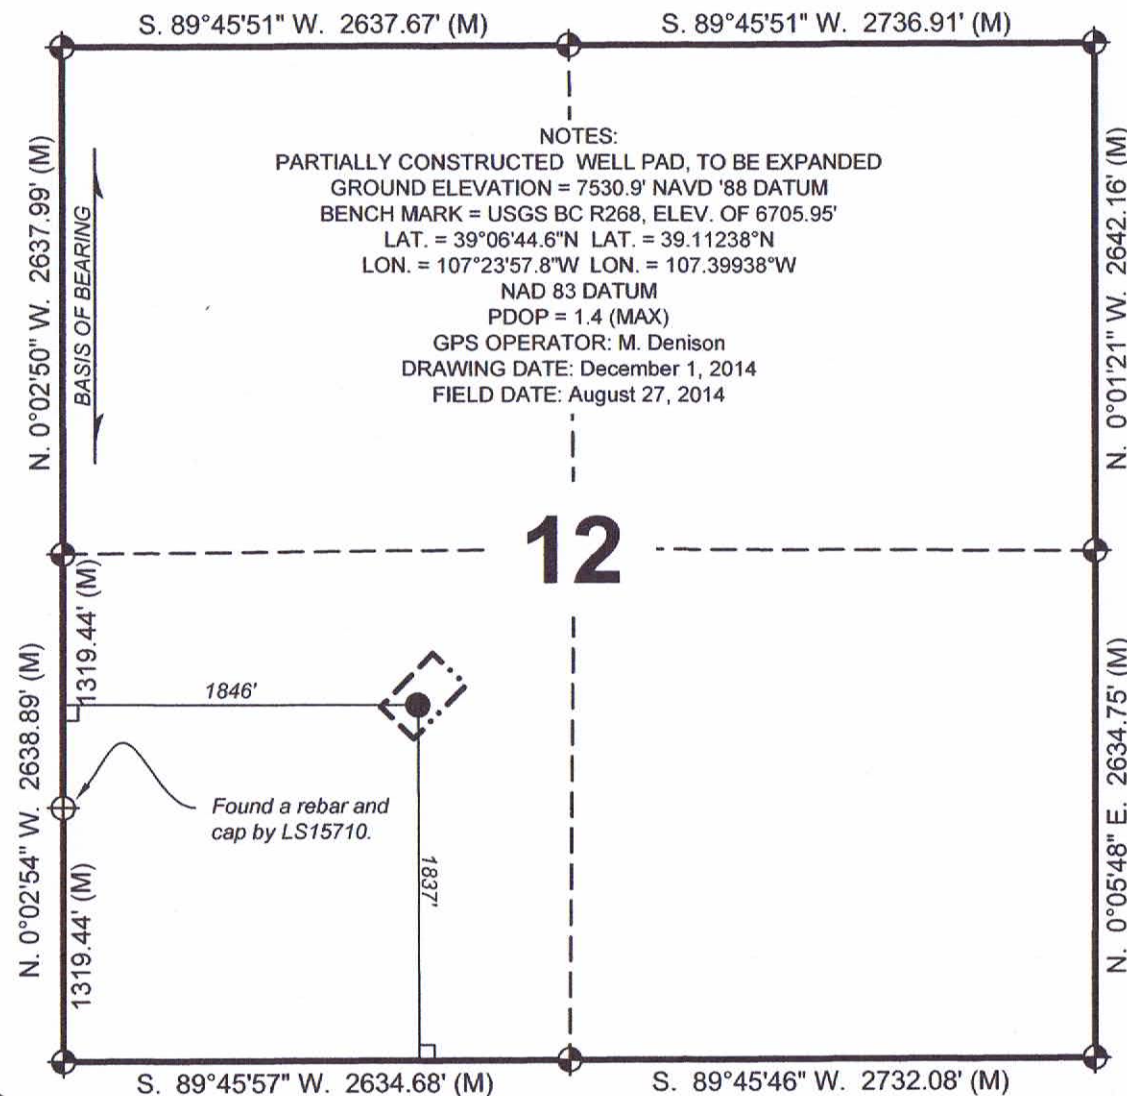 S. 89°45'51" W. 2637.67' (M)
S. 89°45'51" W. 2736.91' (M)
NOTES:
PARTIALLY CONSTRUCTED WELL PAD, TO BE EXPANDED
GROUND ELEVATION = 7530.9' NAVD '88 DATUM
BENCH MARK = USGS BC R268, ELEV. OF 6705.95'
LAT. = 39°06'44.6"N LAT. = 39.11238°N
LON. = 107°23'57.8"W LON. = 107.39938°W
NAD 83 DATUM
PDOP = 1.4 (MAX)
GPS OPERATOR: M. Denison
DRAWING DATE: December 1, 2014
FIELD DATE: August 27, 2014
N. 0°02'50" W. 2637.99' (M)
BASIS OF BEARING
N. 0°01'21" W. 2642.16' (M)
12
1319.44' (M)
1846'
N. 0°02'54" W. 2638.89' (M)
Found a rebar and
cap by LS15710.
1837'
1319.44' (M)
N. 0°05'48" E. 2634.75' (M)
S. 89°45'57" W. 2634.68' (M)
S. 89°45'46" W. 2732.08' (M)